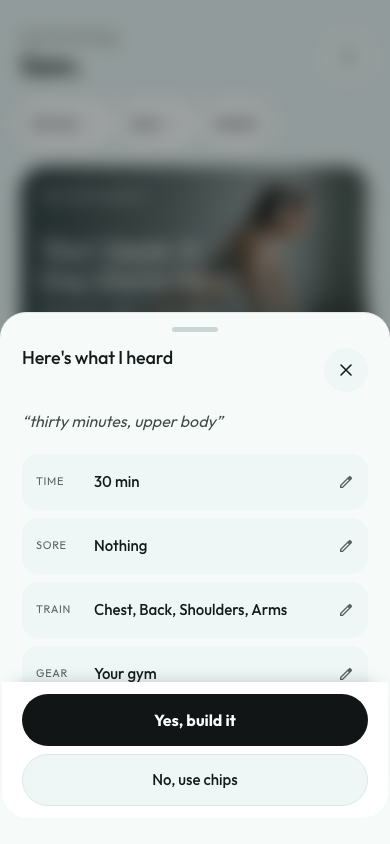 Here's what I heard
“thirty minutes, upper body”
TIME 30 min
SORE Nothing
TRAIN Chest, Back, Shoulders, Arms
GEAR Your gym
Yes, build it
No, use chips